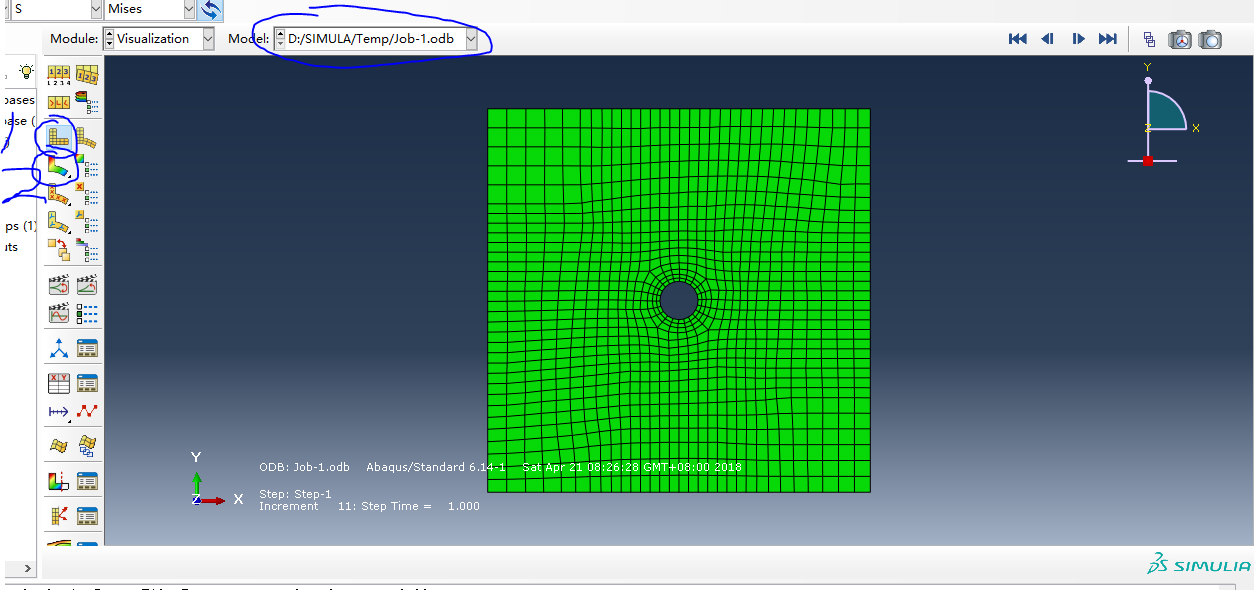 S Mises
Module: Visualization Model: D:/SIMULA/Temp/Job-1.odb
Y
X
Z
bases
base (
ps (1)
uts
Y
ODB: Job-1.odb Abaqus/Standard 6.14-1 Sat Apr 21 08:26:28 GMT+08:00 2018
Z X
Step: Step-1
Increment 11: Step Time = 1.000
SIMULIA